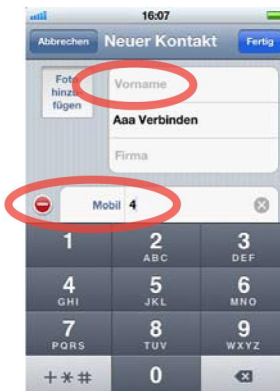 16:07
Abbrechen Neuer Kontakt Fertig
Foto hinzu- fügen
Vorname
Aaa Verbinden
Firma
Mobil 4
1 2 3
ABC DEF
4 5 6
GHI JKL MNO
7 8 9
PQRS TUV WXYZ
+*# 0